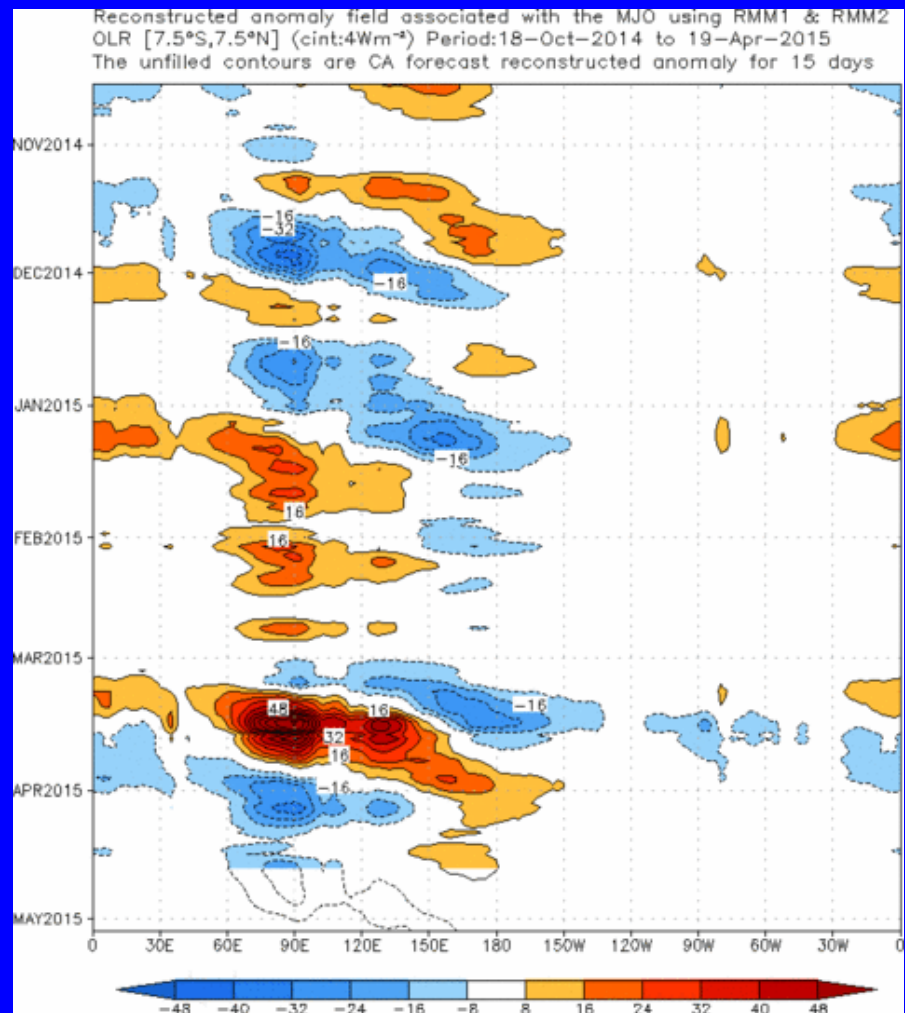 Reconstructed anomaly field associated with the MJO using RMM1 & RMM2
OLR [7.5°S,7.5°N] (cint:4Wm⁻²) Period:18-Oct-2014 to 19-Apr-2015
The unfilled contours are CA forecast reconstructed anomaly for 15 days
NOV2014
-16
-32
DEC2014
-16
-16
JAN2015
-16
16
FEB2015
16
MAR2015
48 16 -16
32
16
APR2015
-16
MAY2015
0 30E 60E 90E 120E 150E 180 150W 120W 90W 60W 30W 0
-48 -40 -32 -24 -16 -8 8 16 24 32 40 48